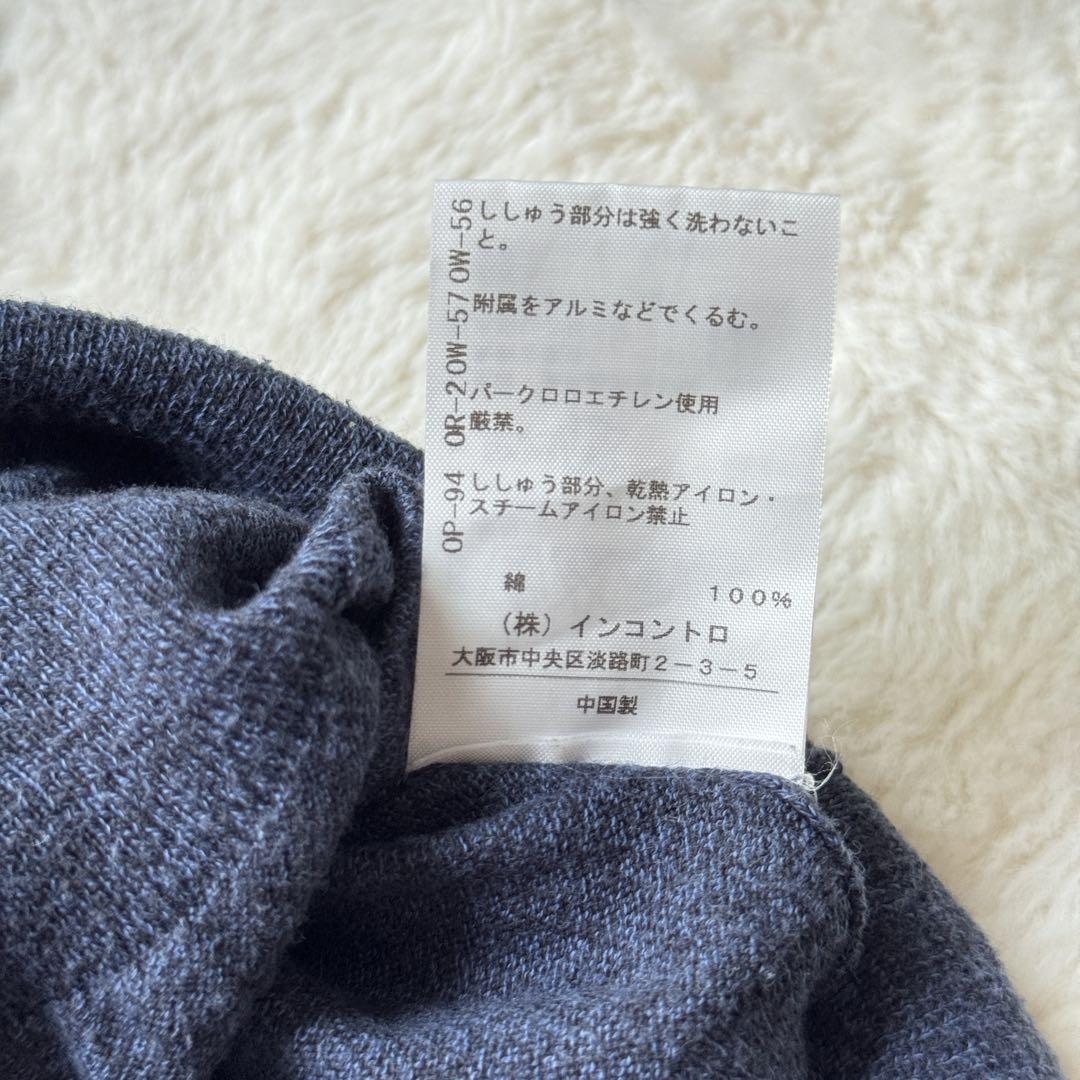 ししゅう部分は強く洗わないこ
と。
附属をアルミなどでくるむ。
パークロロエチレン使用
厳禁。
ししゅう部分、乾熱アイロン・
スチームアイロン禁止
綿 100%
(株)インコントロ
大阪市中央区淡路町2-3-5
中国製
OP-94 OR-20W-570W-56